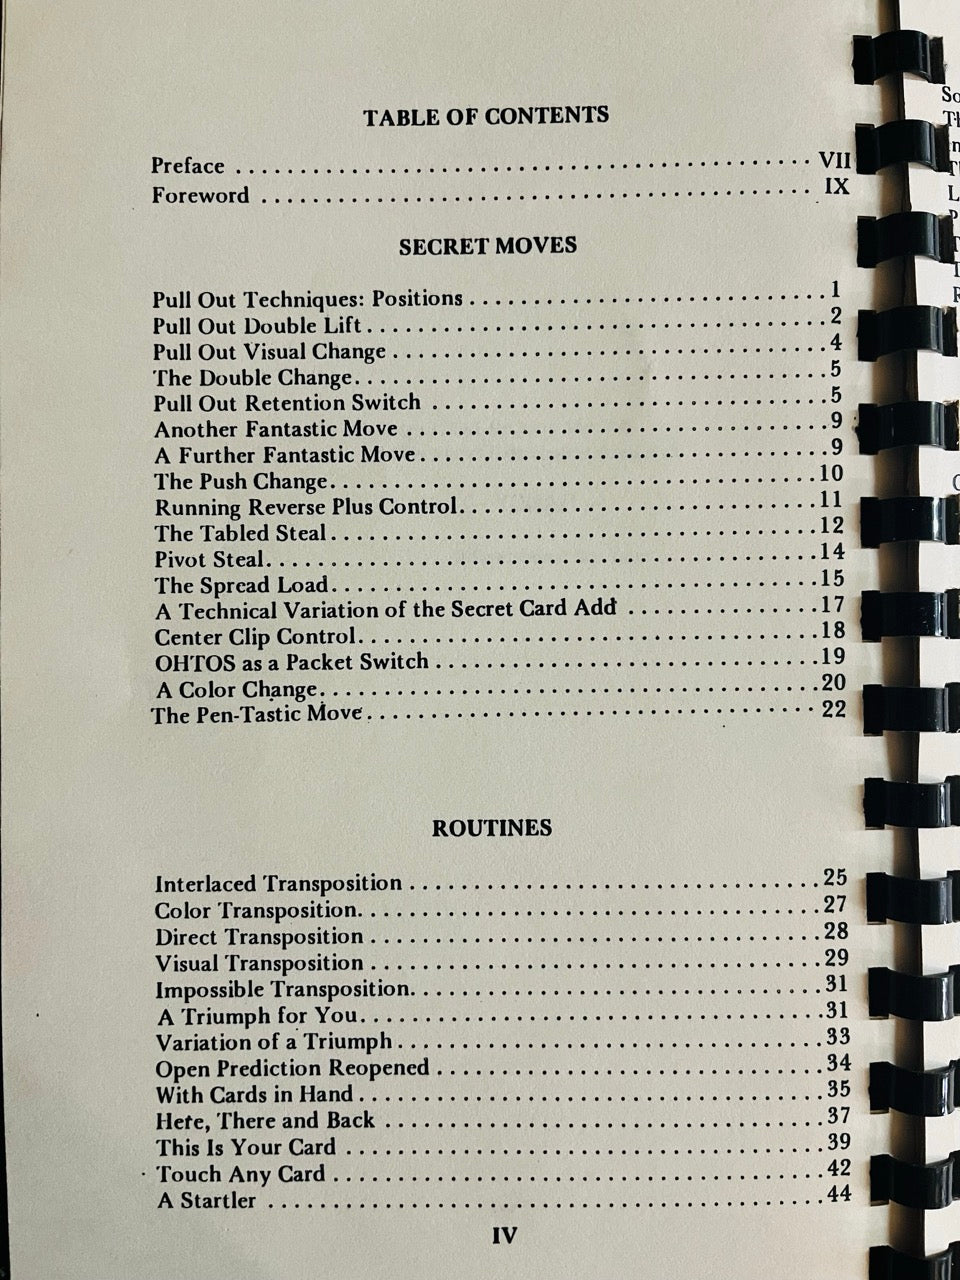 TABLE OF CONTENTS
Preface ........................................ VII
Foreword ...................................... IX
SECRET MOVES
Pull Out Techniques: Positions ............................ 1
Pull Out Double Lift .................................... 2
Pull Out Visual Change .................................. 4
The Double Change ..................................... 5
Pull Out Retention Switch ............................... 5
Another Fantastic Move ................................. 9
A Further Fantastic Move ................................ 9
The Push Change ...................................... 10
Running Reverse Plus Control ............................ 11
The Tabled Steal ...................................... 12
Pivot Steal ........................................... 14
The Spread Load ...................................... 15
A Technical Variation of the Secret Card Add ............... 17
Center Clip Control .................................... 18
OHTOS as a Packet Switch .............................. 19
A Color Change ....................................... 20
The Pen-Tastic Move ................................... 22
ROUTINES
Interlaced Transposition ................................ 25
Color Transposition .................................... 27
Direct Transposition ................................... 28
Visual Transposition ................................... 29
Impossible Transposition ................................ 31
A Triumph for You .................................... 31
Variation of a Triumph ................................. 33
Open Prediction Reopened .............................. 34
With Cards in Hand .................................... 35
Here, There and Back .................................. 37
This Is Your Card ..................................... 39
Touch Any Card ...................................... 42
A Startler ........................................... 44
IV